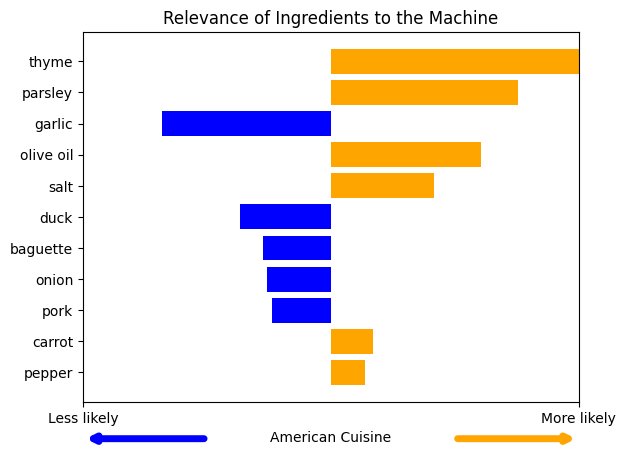 Relevance of Ingredients to the Machine
thyme
parsley
garlic
olive oil
salt
duck
baguette
onion
pork
carrot
pepper
Less likely
More likely
American Cuisine